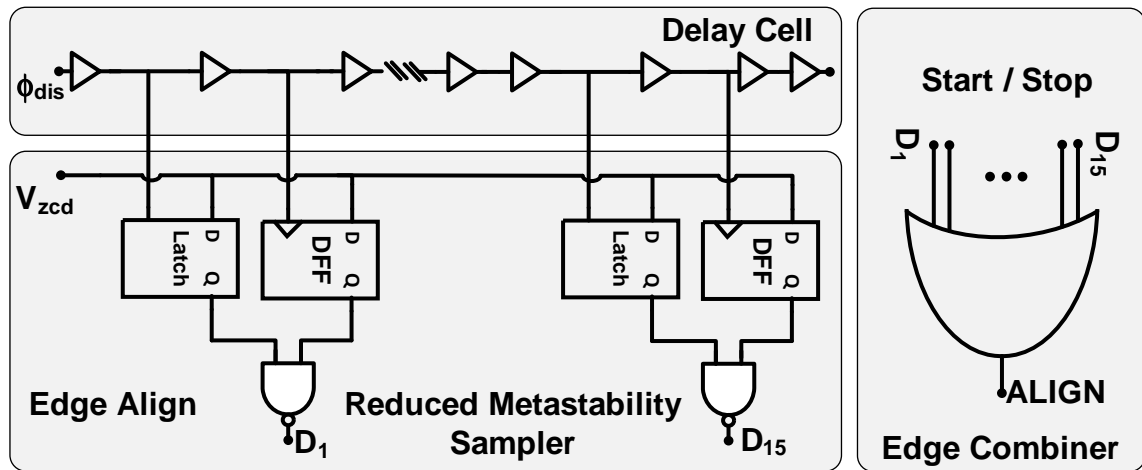 Delay Cell
ϕdis
Start / Stop
D1
D15
Vzcd
D
Q
Latch
D
Q
DFF
D
Q
Latch
D
Q
DFF
Edge Align
D1
Reduced Metastability
Sampler
D15
ALIGN
Edge Combiner